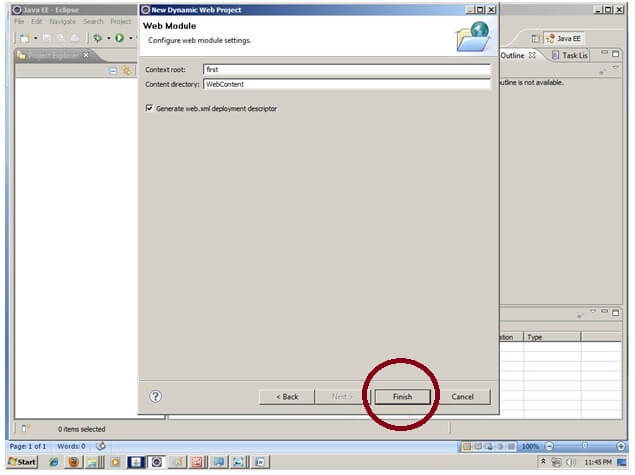 Java EE - Eclipse
File Edit Navigate Search Project
Project Explorer
New Dynamic Web Project
Web Module
Configure web module settings.
Context root: first
Content directory: WebContent
Generate web.xml deployment descriptor
Java EE
Outline Task Lis
utline is not available.
Type
? < Back Next > Finish Cancel
0 items selected
Page: 1 of 1 Words: 0 100%
Start 11:45 PM